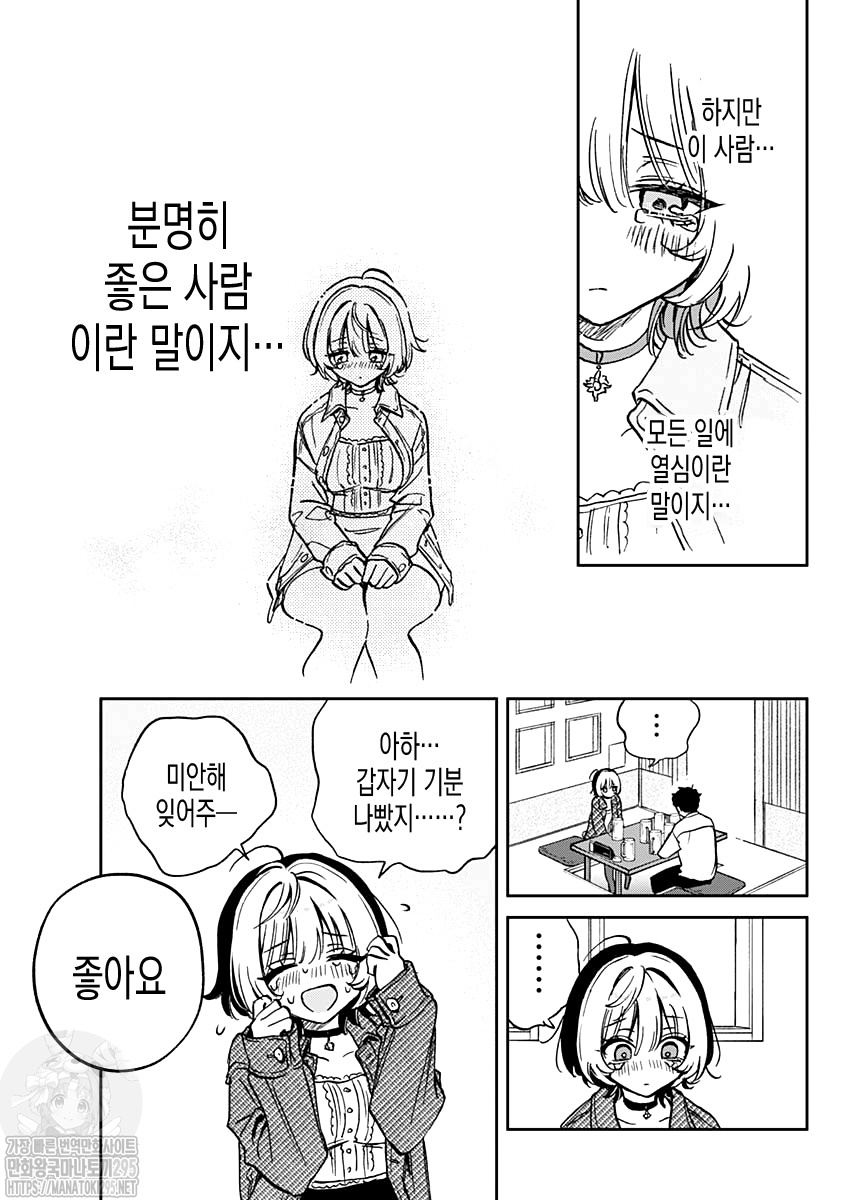 하지만
이 사람…
모든 일에
열심이란
말이지…
분명히
좋은 사람
이란 말이지…
…
……
아하…
갑자기 기분
나빴지……?
미안해
잊어주—
좋아요
가장 빠른 번역만화사이트
만화왕국마나토끼295
HTTPS://MANATOKI295.NET